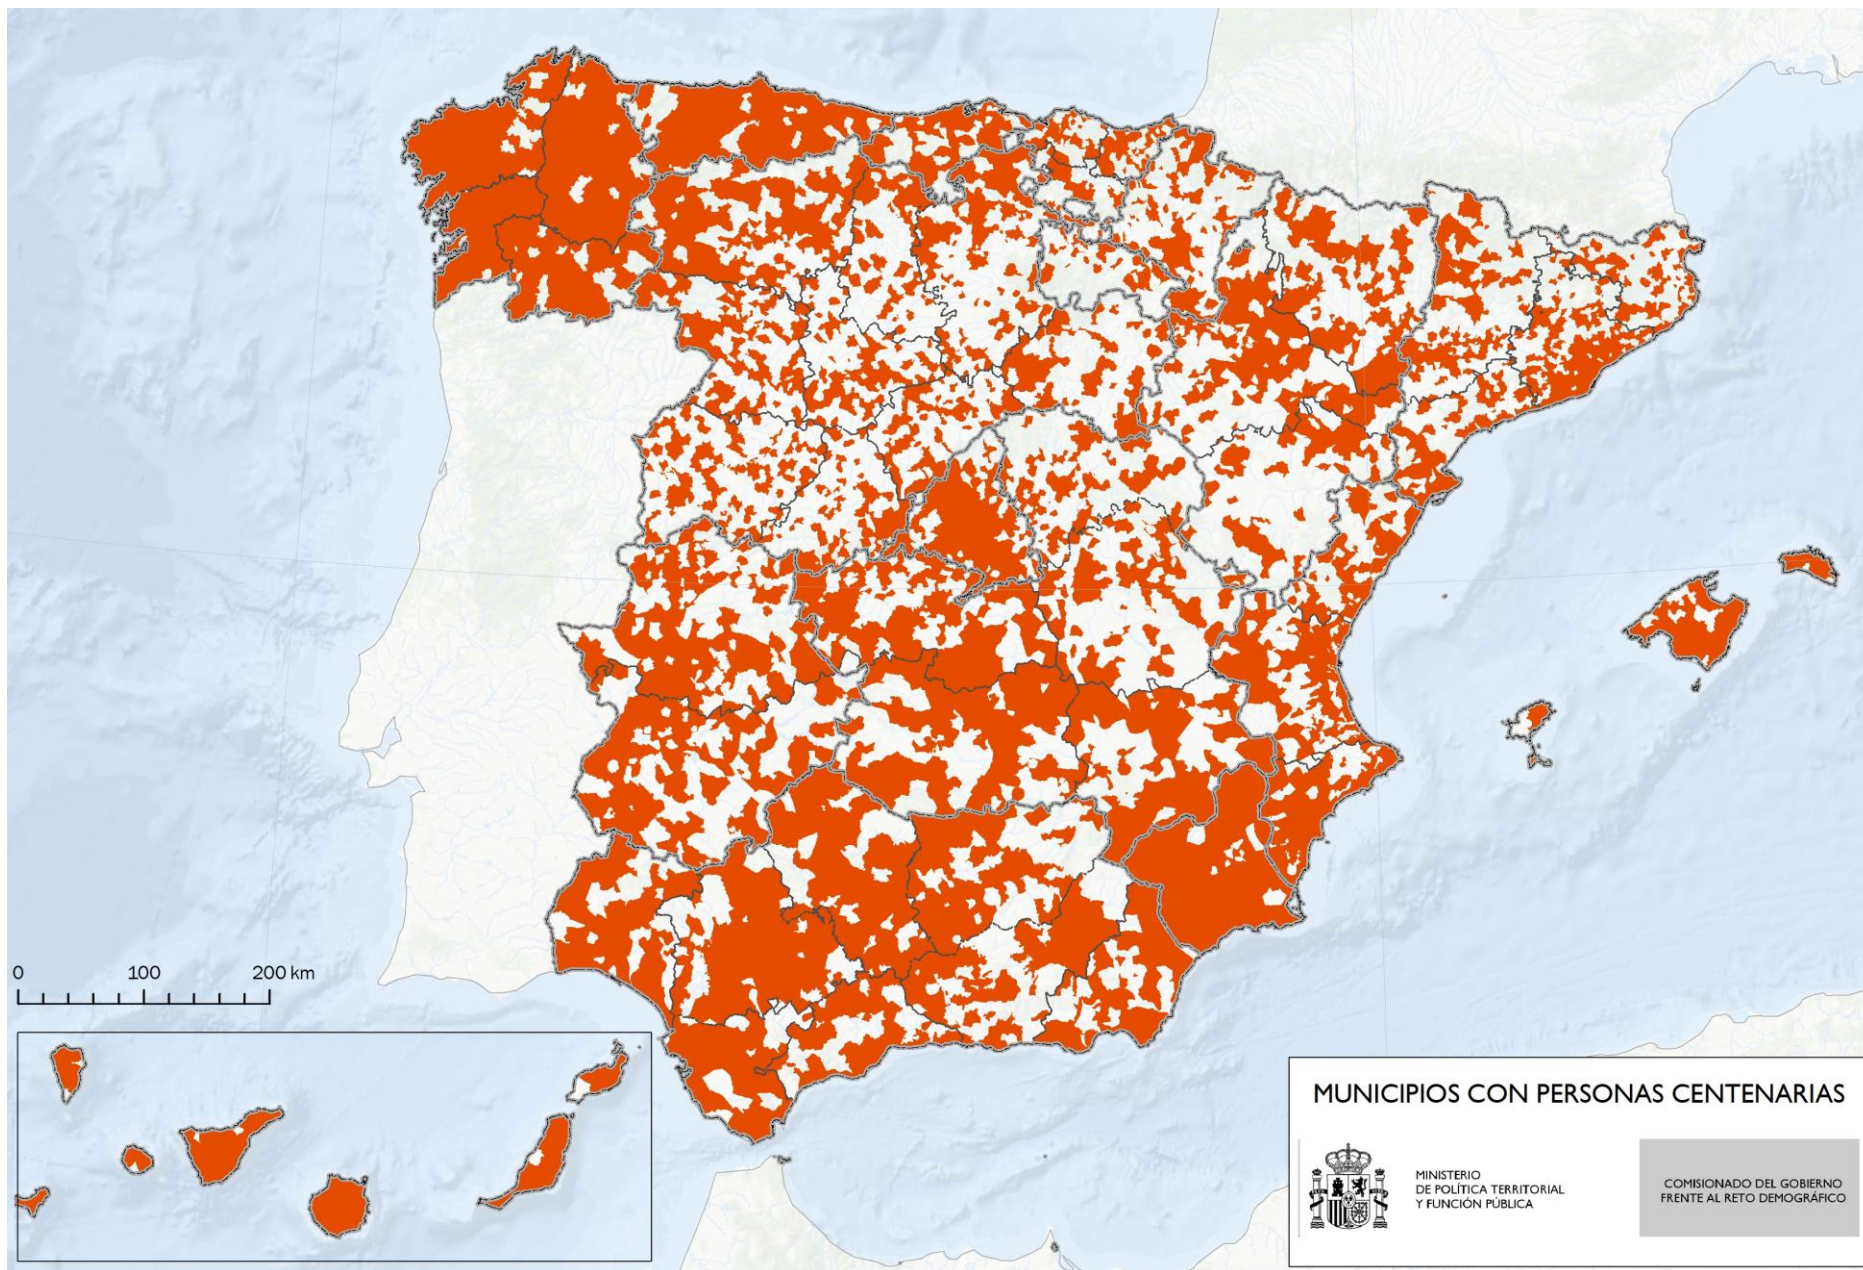 0 100 200 km
MUNICIPIOS CON PERSONAS CENTENARIAS
MINISTERIO
DE POLÍTICA TERRITORIAL
Y FUNCIÓN PÚBLICA
COMISIONADO DEL GOBIERNO
FRENTE AL RETO DEMOGRÁFICO